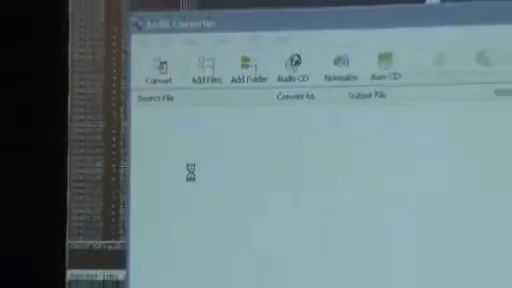 Audio Converter
Convert Add Files Add Folder Audio CD Normalize Burn CD
Source File Convert to Output File